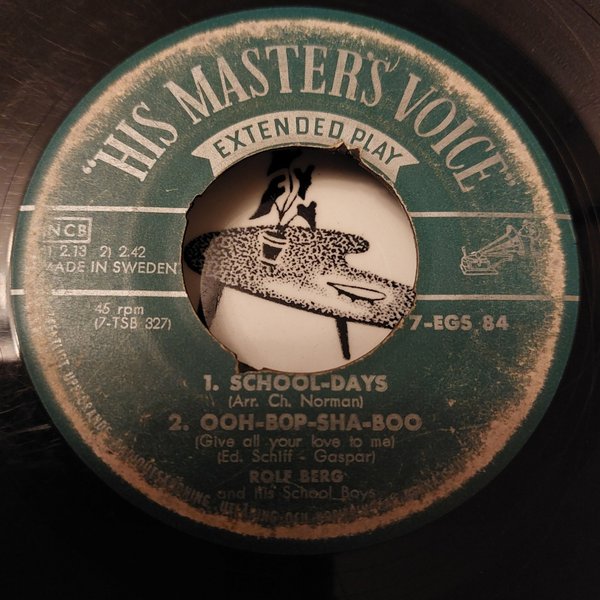 "HIS MASTER'S VOICE"
EXTENDED PLAY
NCB
1) 2.13 2) 2.42
MADE IN SWEDEN
45 rpm
(7-TSB 327)
7-EGS 84
1. SCHOOL-DAYS
(Arr. Ch. Norman)
2. OOH-BOP-SHA-BOO
(Give all your love to me)
(Ed. Schiff - Gaspar)
ROLF BERG
and His School Boys